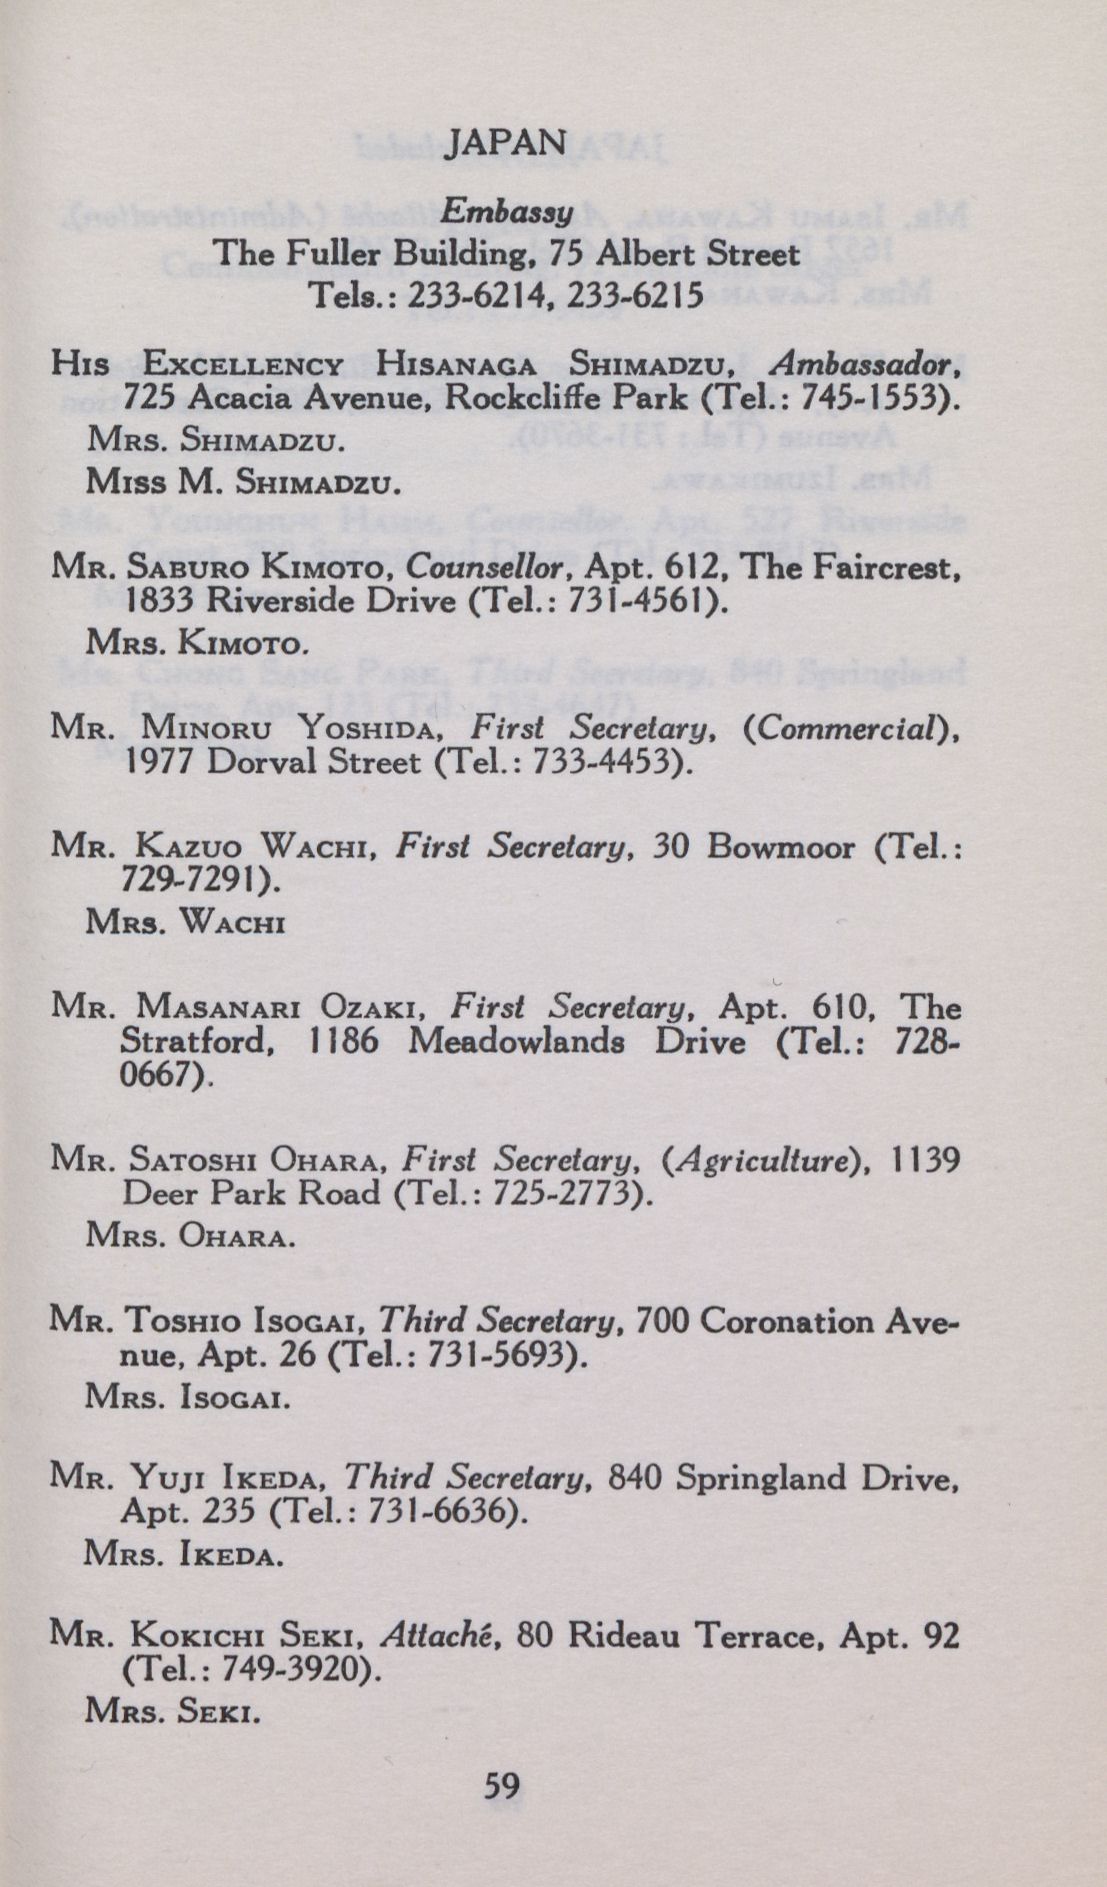 JAPAN
Embassy
The Fuller Building, 75 Albert Street
Tels.: 233-6214, 233-6215
HIS EXCELLENCY HISANAGA SHIMADZU, Ambassador,
725 Acacia Avenue, Rockcliffe Park (Tel.: 745-1553).
MRS. SHIMADZU.
MISS M. SHIMADZU.
MR. SABURO KIMOTO, Counsellor, Apt. 612, The Faircrest,
1833 Riverside Drive (Tel.: 731-4561).
MRS. KIMOTO.
MR. MINORU YOSHIDA, First Secretary, (Commercial),
1977 Dorval Street (Tel.: 733-4453).
MR. KAZUO WACHI, First Secretary, 30 Bowmoor (Tel.:
729-7291).
MRS. WACHI
MR. MASANARI OZAKI, First Secretary, Apt. 610, The
Stratford, 1186 Meadowlands Drive (Tel.: 728-
0667).
MR. SATOSHI OHARA, First Secretary, (Agriculture), 1139
Deer Park Road (Tel.: 725-2773).
MRS. OHARA.
MR. TOSHIO ISOGAI, Third Secretary, 700 Coronation Ave-
nue, Apt. 26 (Tel.: 731-5693).
MRS. ISOGAI.
MR. YUJI IKEDA, Third Secretary, 840 Springland Drive,
Apt. 235 (Tel.: 731-6636).
MRS. IKEDA.
MR. KOKICHI SEKI, Attaché, 80 Rideau Terrace, Apt. 92
(Tel.: 749-3920).
MRS. SEKI.
59